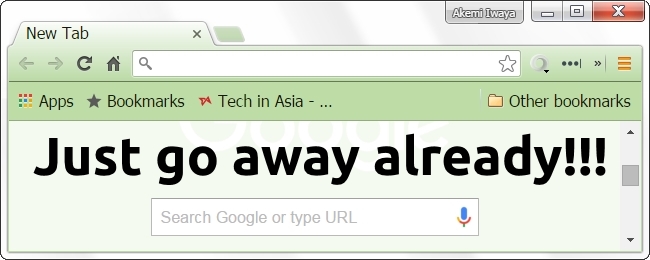 Akemi Iwaya
New Tab
Apps Bookmarks Tech in Asia - ... Other bookmarks
Google
Just go away already!!!
Search Google or type URL